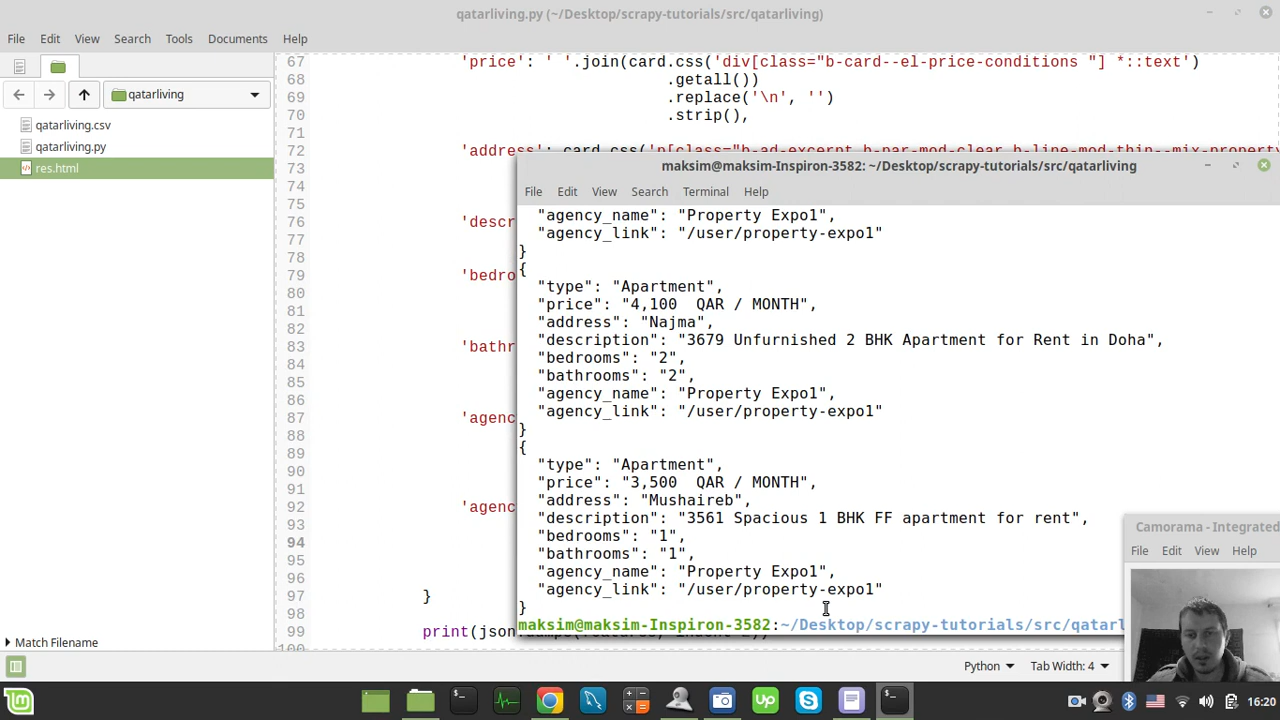 qatarliving.py (~/Desktop/scrapy-tutorials/src/qatarliving)
File Edit View Search Tools Documents Help
qatarliving
qatarliving.csv
qatarliving.py
res.html
Match Filename
67 'price': ' '.join(card.css('div[class="b-card--el-price-conditions "] *::text')
68 .getall())
69 .replace('\n', '')
70 .strip(),
71
72 'address': card.css('p[class="b-ad-excerpt b-par-mod-clear b-line-mod-thin--mix-property
73
74
75
76 'descr
77
78
79 'bedro
80
81
82
83 'bathr
84
85
86
87 'agenc
88
89
90
91
92 'agenc
93
94
95
96
97 }
98
99 print(json
100
maksim@maksim-Inspiron-3582: ~/Desktop/scrapy-tutorials/src/qatarliving
File Edit View Search Terminal Help
"agency_name": "Property Expo1",
"agency_link": "/user/property-expo1"
}
{
"type": "Apartment",
"price": "4,100  QAR / MONTH",
"address": "Najma",
"description": "3679 Unfurnished 2 BHK Apartment for Rent in Doha",
"bedrooms": "2",
"bathrooms": "2",
"agency_name": "Property Expo1",
"agency_link": "/user/property-expo1"
}
{
"type": "Apartment",
"price": "3,500  QAR / MONTH",
"address": "Mushaireb",
"description": "3561 Spacious 1 BHK FF apartment for rent",
"bedrooms": "1",
"bathrooms": "1",
"agency_name": "Property Expo1",
"agency_link": "/user/property-expo1"
}
maksim@maksim-Inspiron-3582:~/Desktop/scrapy-tutorials/src/qatarl
Camorama - Integrated
File Edit View Help
Python Tab Width: 4
16:20